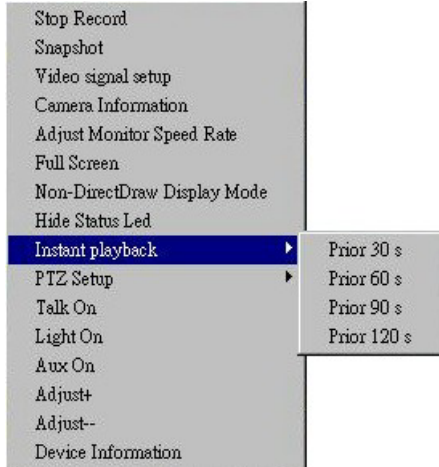 Stop Record
Snapshot
Video signal setup
Camera Information
Adjust Monitor Speed Rate
Full Screen
Non-DirectDraw Display Mode
Hide Status Led
Instant playback
Prior 30 s
PTZ Setup
Prior 60 s
Talk On
Prior 90 s
Light On
Prior 120 s
Aux On
Adjust+
Adjust--
Device Information